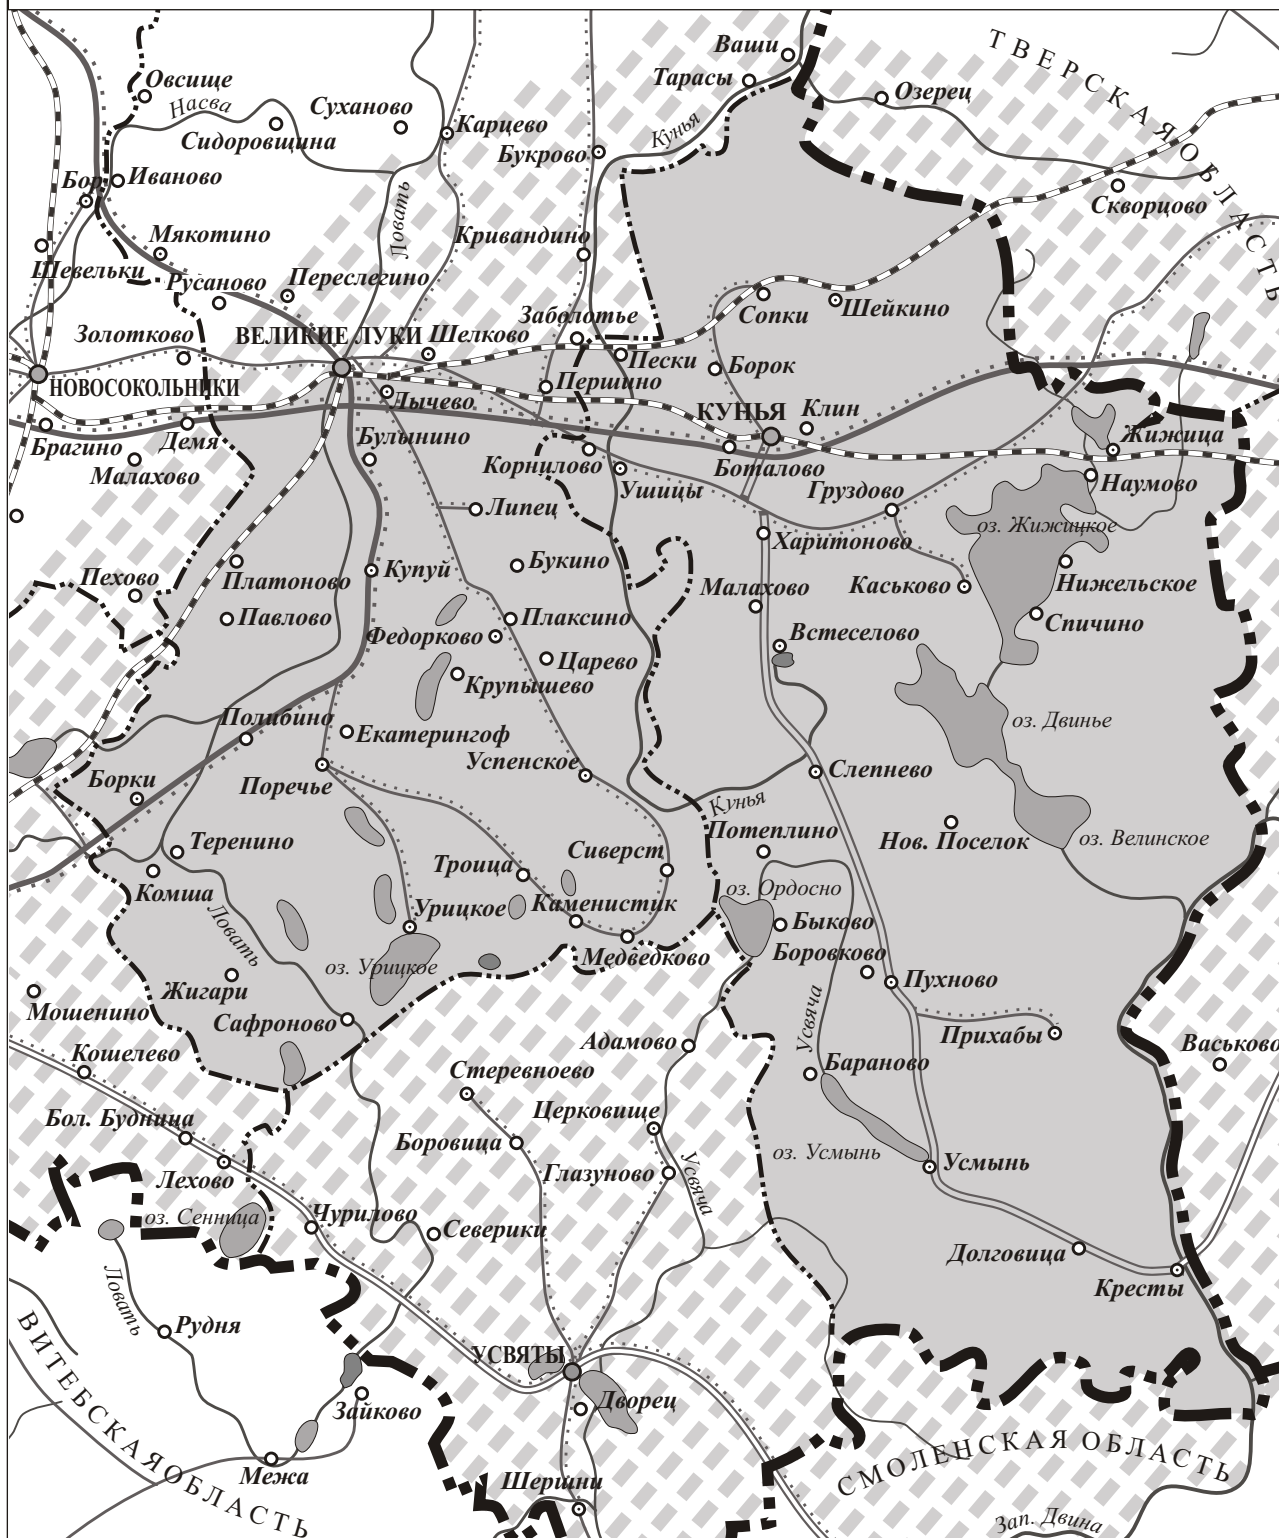 Ваши
Тарасы
Озерец
ТВЕРСКАЯ ОБЛАСТЬ
Овсище
Насва
Суханово
Сидоровщина
Карцево
Букрово
Кунья
Скворцово
Бор
Иваново
Ловать
Мякотино
Кривандино
Шевельки
Русаново
Переслегино
Сопки
Шейкино
Золотково
ВЕЛИКИЕ ЛУКИ
Шелково
Заболотье
Пески
Борок
НОВОСОКОЛЬНИКИ
Першино
Лычево
КУНЬЯ
Клин
Жижица
Брагино
Демя
Булынино
Малахово
Корнилово
Ушицы
Боталово
Груздово
Наумово
Липец
оз. Жижицкое
Харитоново
Пехово
Платоново
Купуй
Букино
Малахово
Каськово
Нижельское
Павлово
Плаксино
Федорково
Встеселово
Спичино
Царево
Крупышево
Полибино
Екатерингоф
оз. Двинье
Успенское
Борки
Поречье
Слепнево
Кунья
Потеплино
Нов. Поселок
оз. Велинское
Теренино
Троица
Сиверст
Комша
оз. Ордосно
Урицкое
Каменистик
Быково
Ловать
Медведково
Боровково
оз. Урицкое
Жигари
Пухново
Мошенино
Сафроново
Усвяча
Прихабы
Адамово
Васьково
Кошелево
Стеревноево
Бараново
Церковище
Бол. Будница
Боровица
оз. Усмынь
Усмынь
Лехово
Глазуново
Усвяча
оз. Сенница
Чурилово
Северики
Долговица
Ловать
Кресты
Рудня
ВИТЕБСКАЯ ОБЛАСТЬ
УСВЯТЫ
Зайково
Дворец
СМОЛЕНСКАЯ ОБЛАСТЬ
Межа
Шершни
Зап. Двина